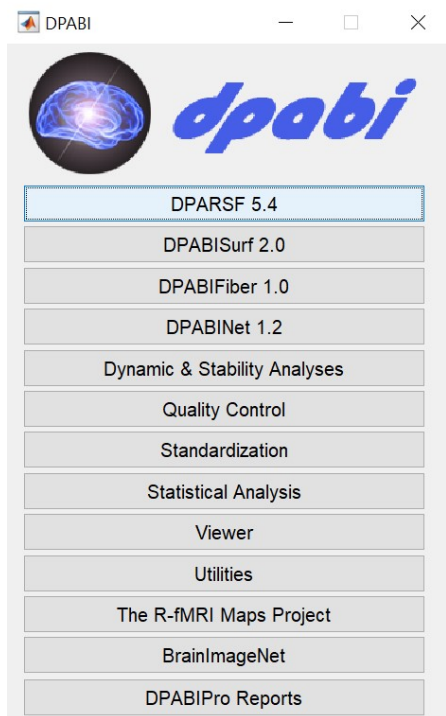 DPABI
dpabi
DPARSF 5.4
DPABISurf 2.0
DPABIFiber 1.0
DPABINet 1.2
Dynamic & Stability Analyses
Quality Control
Standardization
Statistical Analysis
Viewer
Utilities
The R-fMRI Maps Project
BrainImageNet
DPABIPro Reports